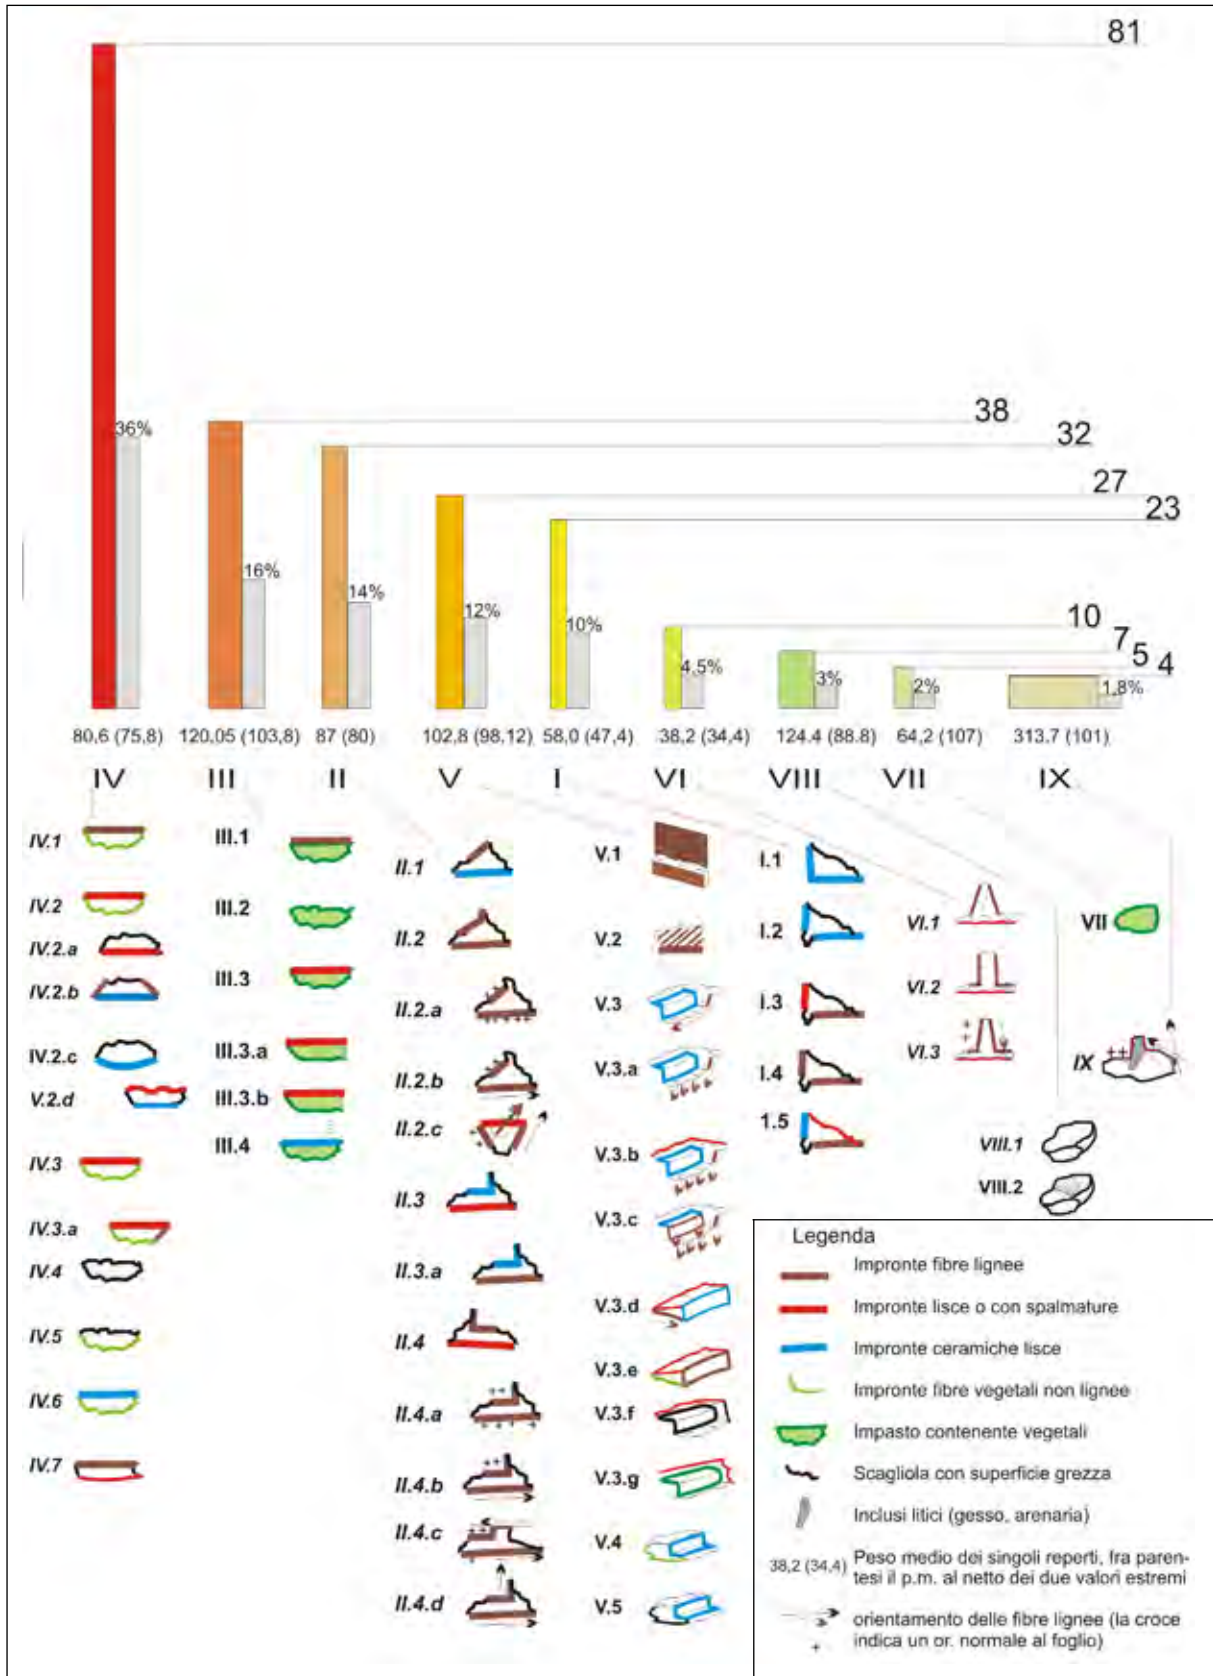 81
38
32
27
23
10
7
5
4
36%
16%
14%
12%
10%
4,5%
3%
2%
1,8%
80,6 (75,8) 120,05 (103,8) 87 (80) 102,8 (98,12) 58,0 (47,4) 38,2 (34,4) 124,4 (88.8) 64,2 (107) 313,7 (101)
IV III II V I VI VIII VII IX
IV.1
IV.2
IV.2.a
IV.2.b
IV.2.c
V.2.d
IV.3
IV.3.a
IV.4
IV.5
IV.6
IV.7
III.1
III.2
III.3
III.3.a
III.3.b
III.4
II.1
II.2
II.2.a
II.2.b
II.2.c
II.3
II.3.a
II.4
II.4.a
II.4.b
II.4.c
II.4.d
V.1
V.2
V.3
V.3.a
V.3.b
V.3.c
V.3.d
V.3.e
V.3.f
V.3.g
V.4
V.5
I.1
I.2
I.3
I.4
1.5
VI.1
VI.2
VI.3
VII
IX
VIII.1
VIII.2
Legenda
Impronte fibre lignee
Impronte lisce o con spalmature
Impronte ceramiche lisce
Impronte fibre vegetali non lignee
Impasto contenente vegetali
Scagliola con superficie grezza
Inclusi litici (gesso, arenaria)
38,2 (34,4) Peso medio dei singoli reperti, fra paren-
tesi il p.m. al netto dei due valori estremi
orientamento delle fibre lignee (la croce
indica un or. normale al foglio)